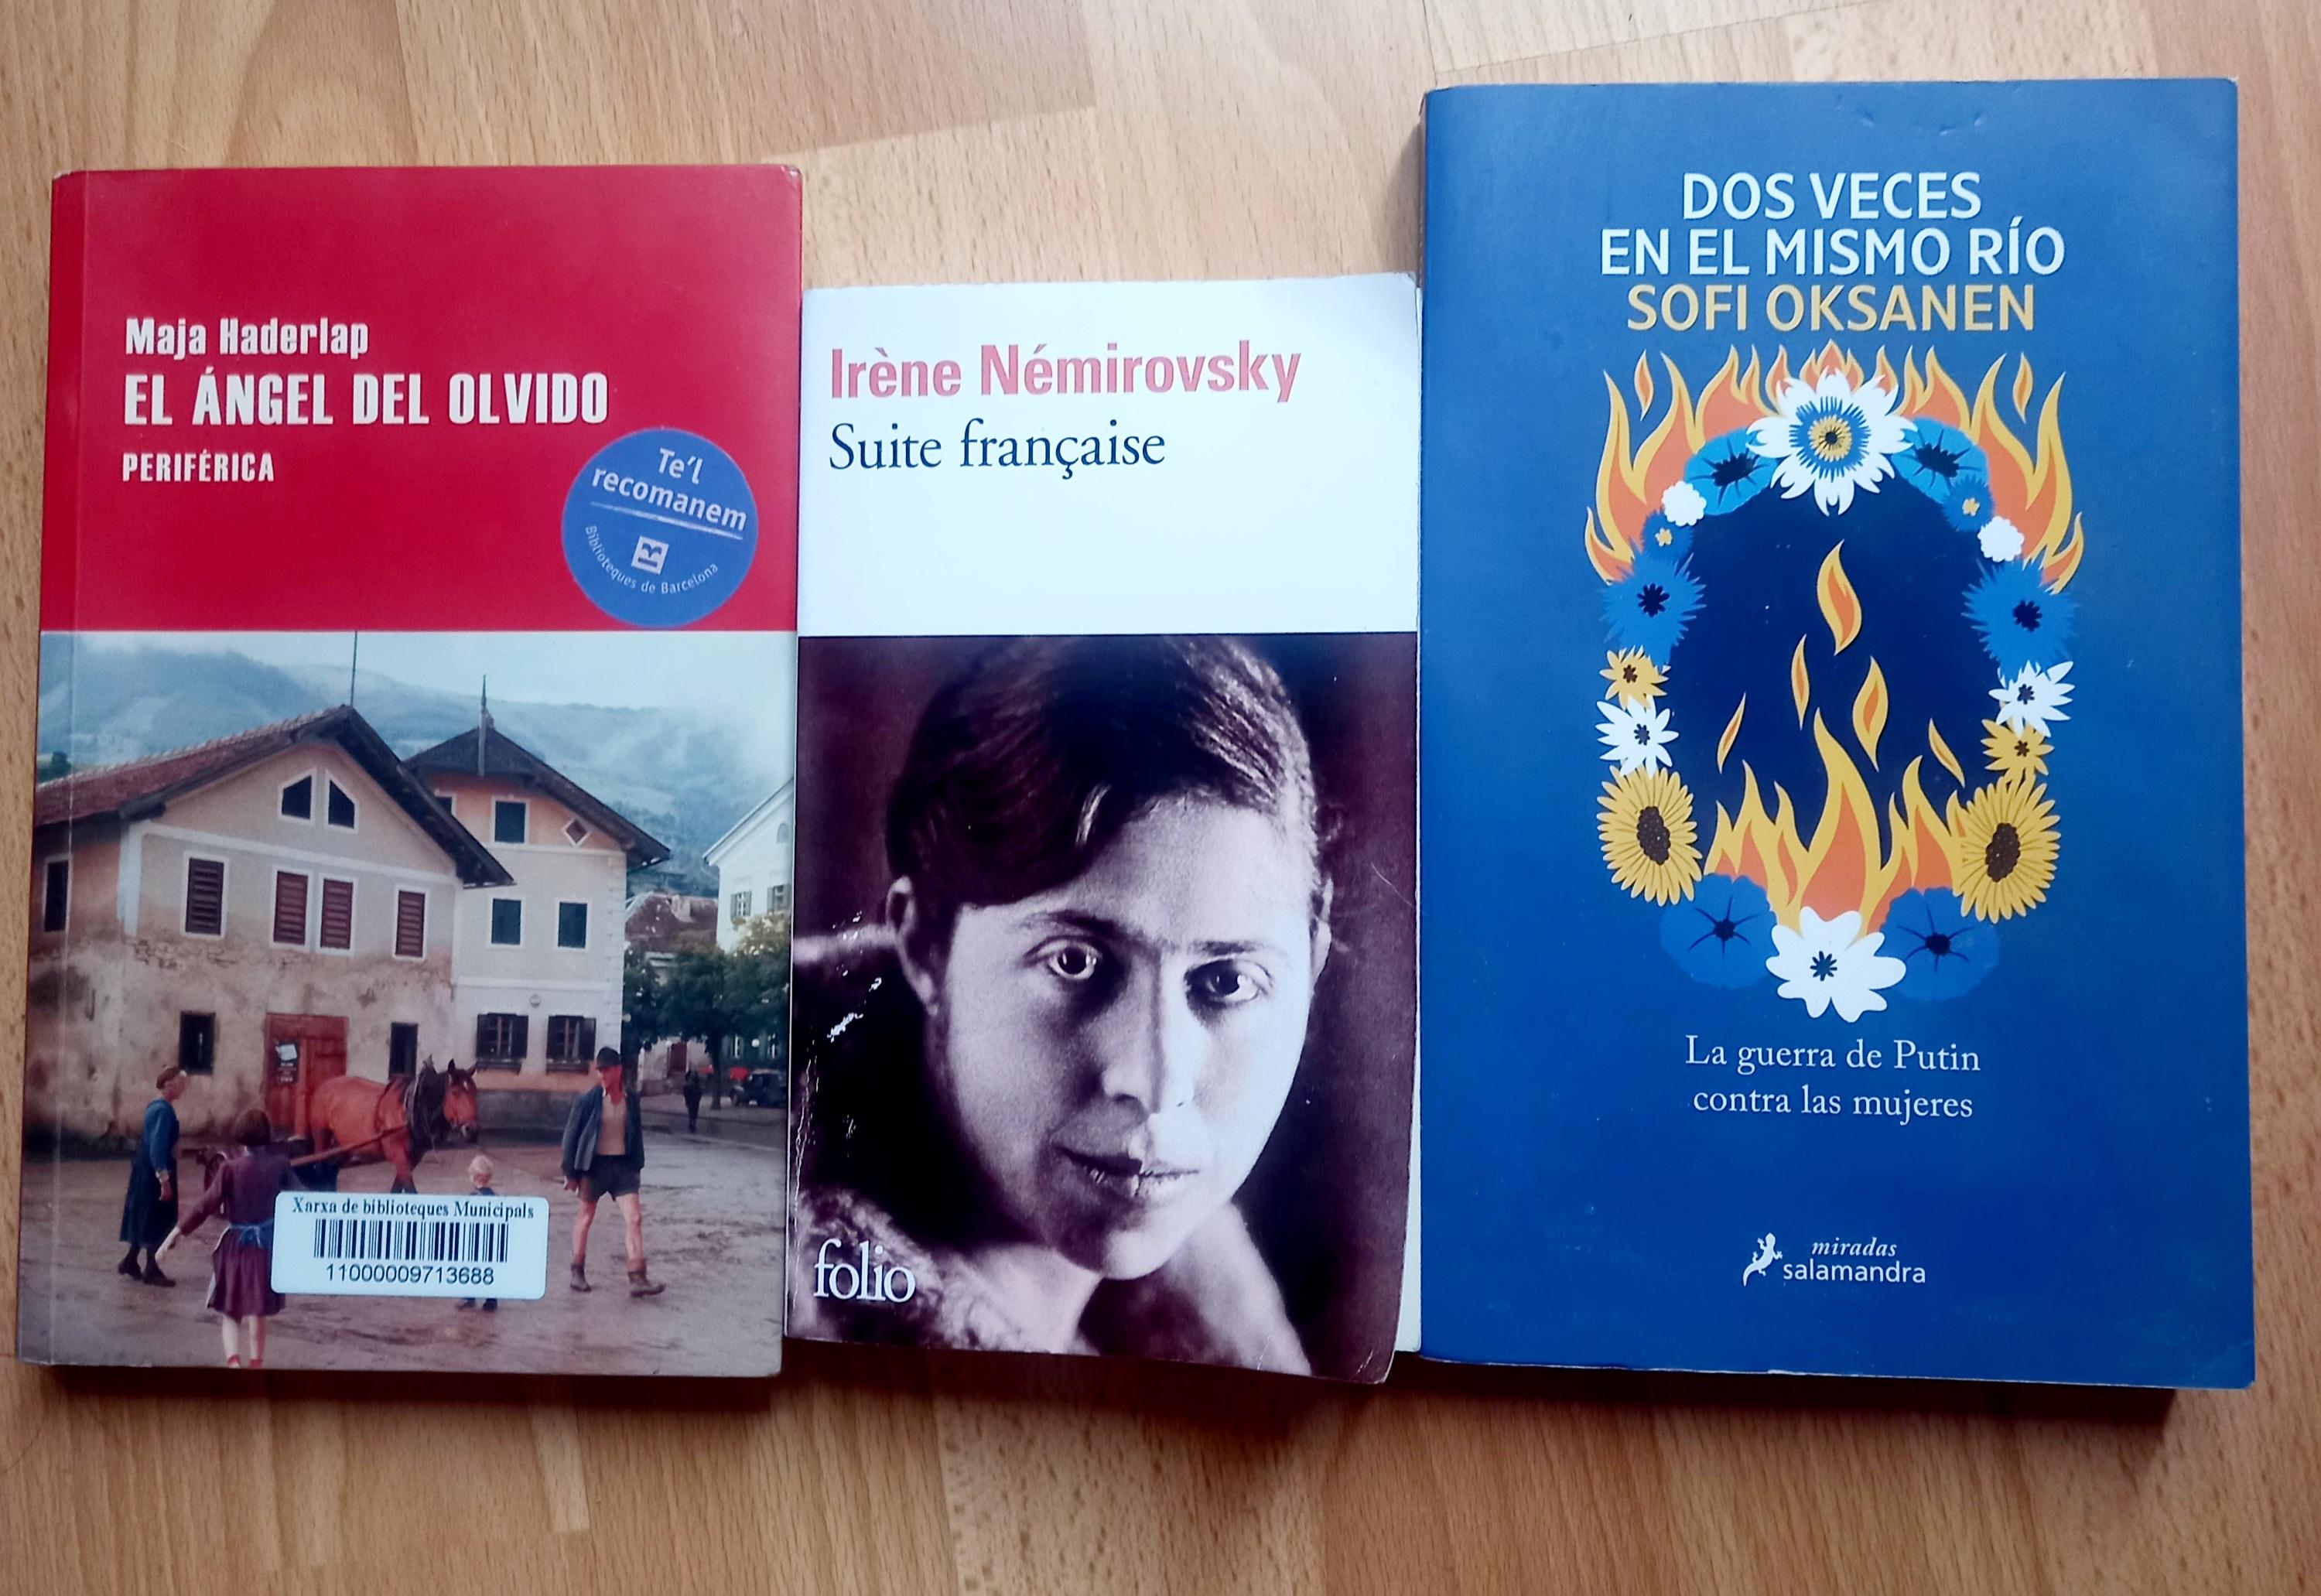 Maja Haderlap
EL ÁNGEL DEL OLVIDO
PERIFÉRICA
Te'l
recomanem
Biblioteques de Barcelona
Xarxa de biblioteques Municipals
11000009713688
Irène Némirovsky
Suite française
folio
DOS VECES
EN EL MISMO RÍO
SOFI OKSANEN
La guerra de Putin
contra las mujeres
miradas
salamandra